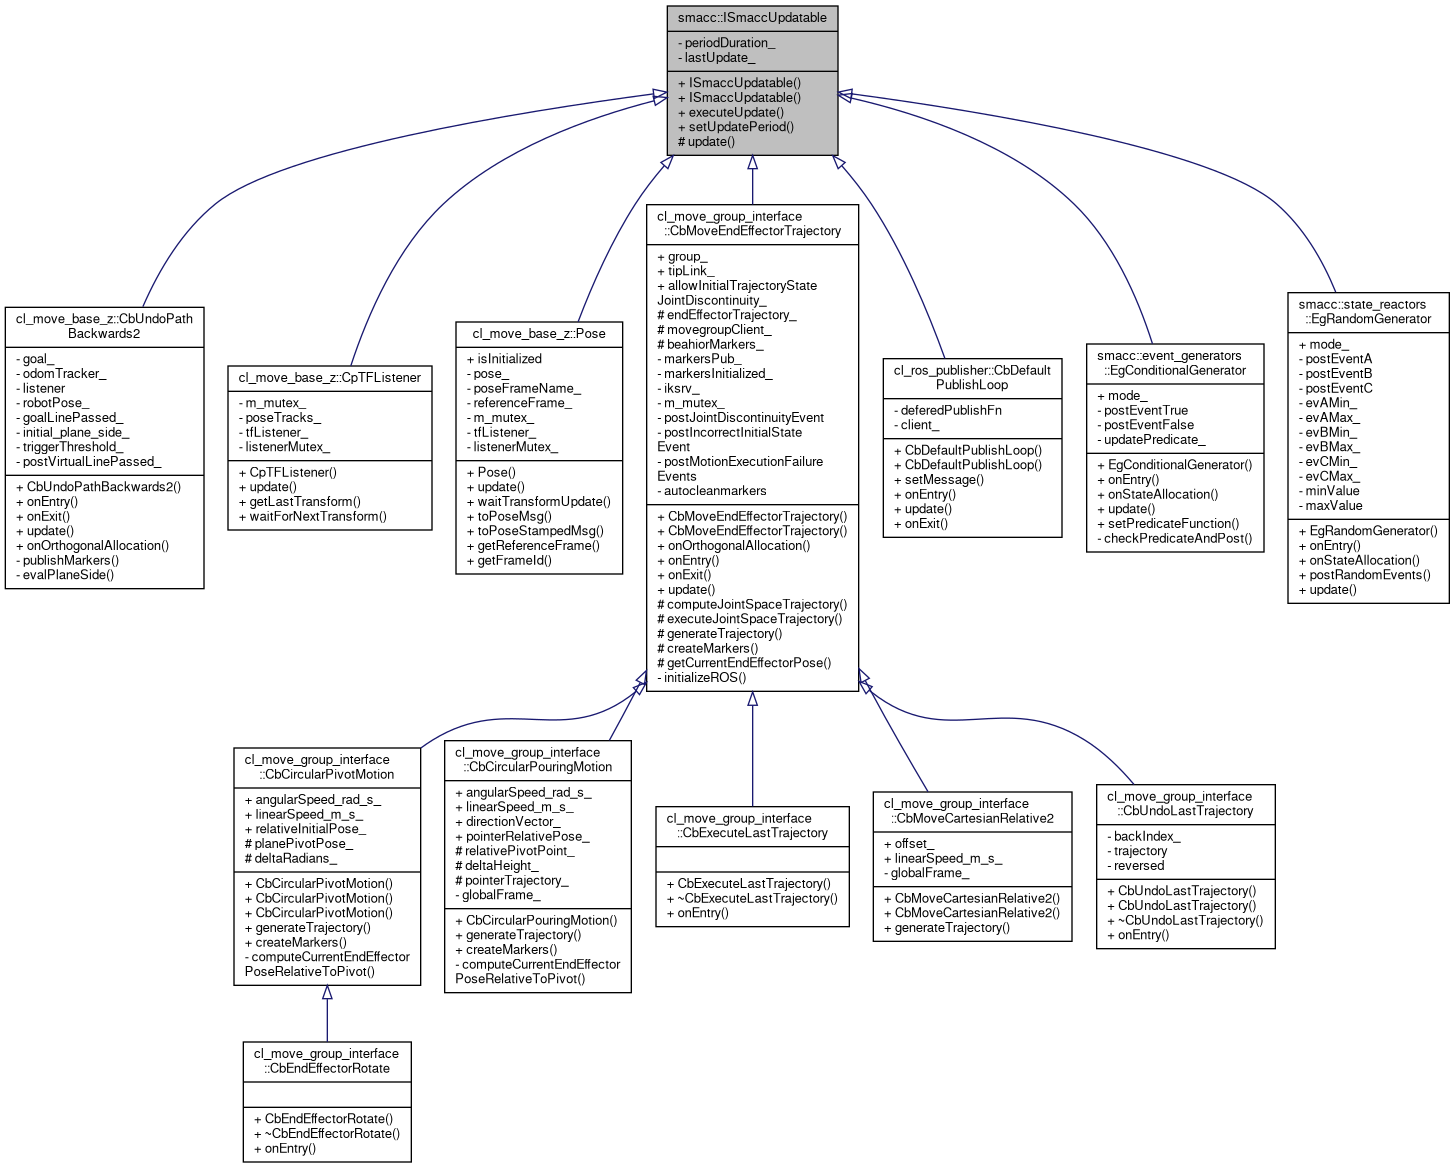 smacc::ISmaccUpdatable
- periodDuration_
- lastUpdate_
+ ISmaccUpdatable()
+ ISmaccUpdatable()
+ executeUpdate()
+ setUpdatePeriod()
# update()
cl_move_base_z::CbUndoPath
Backwards2
- goal_
- odomTracker_
- listener
- robotPose_
- goalLinePassed_
- initial_plane_side_
- triggerThreshold_
- postVirtualLinePassed_
+ CbUndoPathBackwards2()
+ onEntry()
+ onExit()
+ update()
+ onOrthogonalAllocation()
- publishMarkers()
- evalPlaneSide()
cl_move_base_z::CpTFListener
- m_mutex_
- poseTracks_
- tfListener_
- listenerMutex_
+ CpTFListener()
+ update()
+ getLastTransform()
+ waitForNextTransform()
cl_move_base_z::Pose
+ isInitialized
- pose_
- poseFrameName_
- referenceFrame_
- m_mutex_
- tfListener_
- listenerMutex_
+ Pose()
+ update()
+ waitTransformUpdate()
+ toPoseMsg()
+ toPoseStampedMsg()
+ getReferenceFrame()
+ getFrameId()
cl_move_group_interface
::CbMoveEndEffectorTrajectory
+ group_
+ tipLink_
+ allowInitialTrajectoryState
JointDiscontinuity_
# endEffectorTrajectory_
# movegroupClient_
# beahiorMarkers_
- markersPub_
- markersInitialized_
- iksrv_
- m_mutex_
- postJointDiscontinuityEvent
- postIncorrectInitialState
Event
- postMotionExecutionFailure
Events
- autocleanmarkers
+ CbMoveEndEffectorTrajectory()
+ CbMoveEndEffectorTrajectory()
+ onOrthogonalAllocation()
+ onEntry()
+ onExit()
+ update()
# computeJointSpaceTrajectory()
# executeJointSpaceTrajectory()
# generateTrajectory()
# createMarkers()
# getCurrentEndEffectorPose()
- initializeROS()
cl_ros_publisher::CbDefault
PublishLoop
- deferedPublishFn
- client_
+ CbDefaultPublishLoop()
+ CbDefaultPublishLoop()
+ setMessage()
+ onEntry()
+ update()
+ onExit()
smacc::event_generators
::EgConditionalGenerator
+ mode_
- postEventTrue
- postEventFalse
- updatePredicate_
+ EgConditionalGenerator()
+ onEntry()
+ onStateAllocation()
+ update()
+ setPredicateFunction()
- checkPredicateAndPost()
smacc::state_reactors
::EgRandomGenerator
+ mode_
- postEventA
- postEventB
- postEventC
- evAMin_
- evAMax_
- evBMin_
- evBMax_
- evCMin_
- evCMax_
- minValue
- maxValue
+ EgRandomGenerator()
+ onEntry()
+ onStateAllocation()
+ postRandomEvents()
+ update()
cl_move_group_interface
::CbCircularPivotMotion
+ angularSpeed_rad_s_
+ linearSpeed_m_s_
+ relativeInitialPose_
# planePivotPose_
# deltaRadians_
+ CbCircularPivotMotion()
+ CbCircularPivotMotion()
+ CbCircularPivotMotion()
+ generateTrajectory()
+ createMarkers()
- computeCurrentEndEffector
PoseRelativeToPivot()
cl_move_group_interface
::CbCircularPouringMotion
+ angularSpeed_rad_s_
+ linearSpeed_m_s_
+ directionVector_
+ pointerRelativePose_
# relativePivotPoint_
# deltaHeight_
# pointerTrajectory_
- globalFrame_
+ CbCircularPouringMotion()
+ generateTrajectory()
+ createMarkers()
- computeCurrentEndEffector
PoseRelativeToPivot()
cl_move_group_interface
::CbExecuteLastTrajectory
+ CbExecuteLastTrajectory()
+ ~CbExecuteLastTrajectory()
+ onEntry()
cl_move_group_interface
::CbMoveCartesianRelative2
+ offset_
+ linearSpeed_m_s_
- globalFrame_
+ CbMoveCartesianRelative2()
+ CbMoveCartesianRelative2()
+ generateTrajectory()
cl_move_group_interface
::CbUndoLastTrajectory
- backIndex_
- trajectory
- reversed
+ CbUndoLastTrajectory()
+ CbUndoLastTrajectory()
+ ~CbUndoLastTrajectory()
+ onEntry()
cl_move_group_interface
::CbEndEffectorRotate
+ CbEndEffectorRotate()
+ ~CbEndEffectorRotate()
+ onEntry()